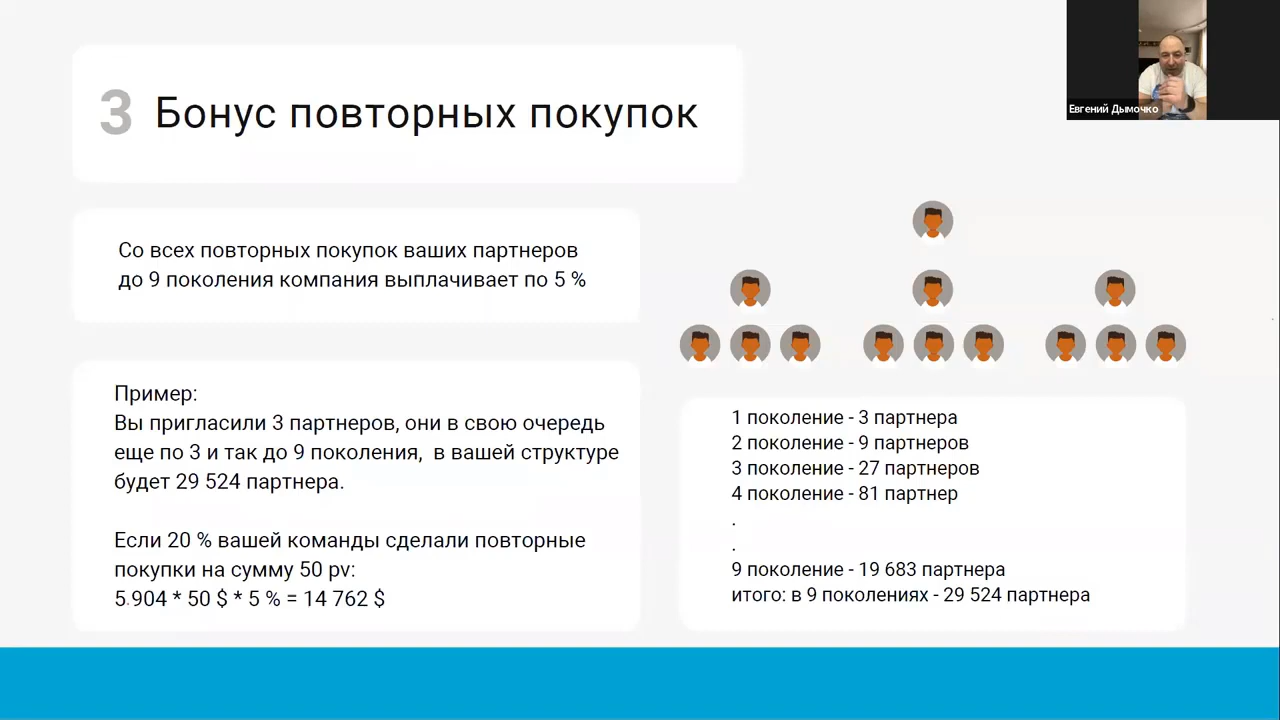 3 Бонус повторных покупок
Евгений Дымочко
Со всех повторных покупок ваших партнеров
до 9 поколения компания выплачивает по 5 %
Пример:
Вы пригласили 3 партнеров, они в свою очередь
еще по 3 и так до 9 поколения, в вашей структуре
будет 29 524 партнера.
Если 20 % вашей команды сделали повторные
покупки на сумму 50 pv:
5.904 * 50 $ * 5 % = 14 762 $
1 поколение - 3 партнера
2 поколение - 9 партнеров
3 поколение - 27 партнеров
4 поколение - 81 партнер
.
.
9 поколение - 19 683 партнера
итого: в 9 поколениях - 29 524 партнера